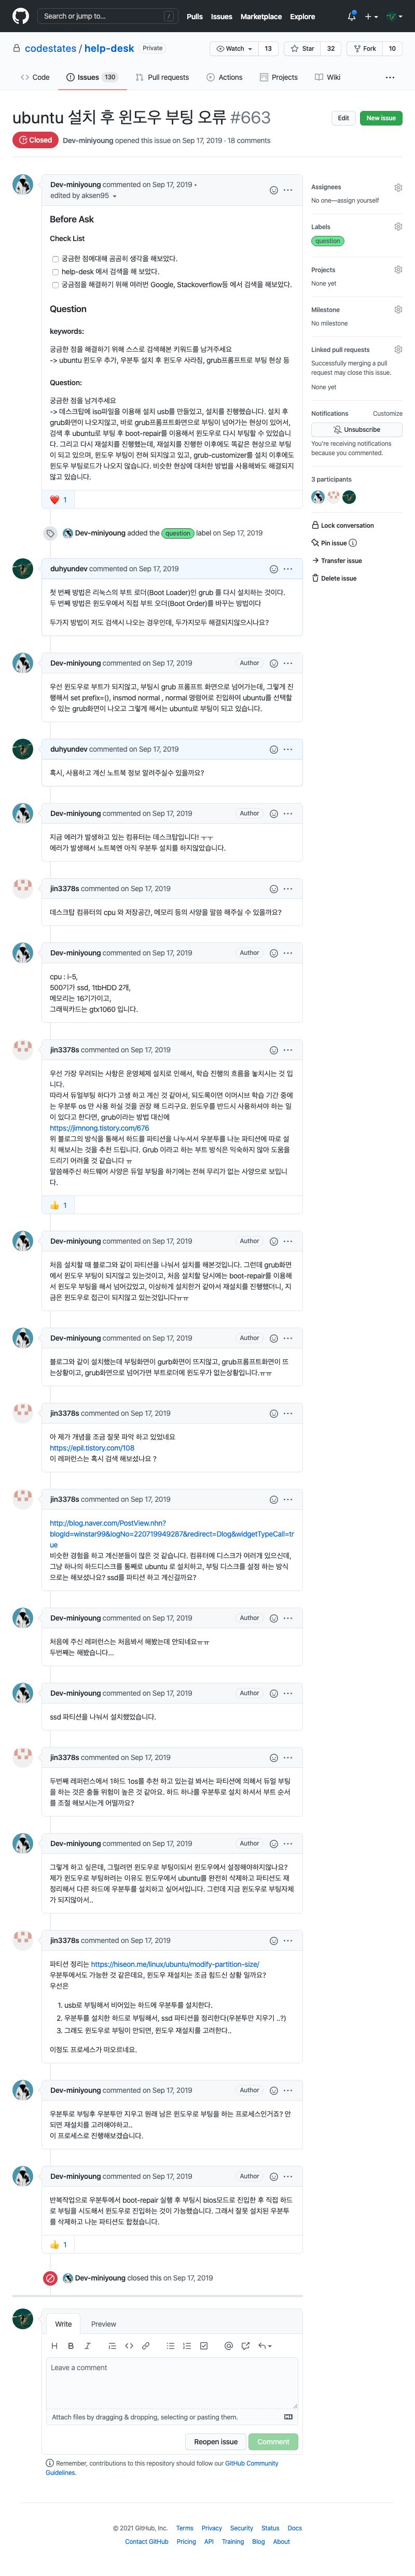 Search or jump to...
/
Pulls Issues Marketplace Explore
codestates / help-desk Private
Watch 13 Star 32 Fork 10
Code Issues 130 Pull requests Actions Projects Wiki
ubuntu 설치 후 윈도우 부팅 오류 #663
Edit New issue
Closed Dev-miniyoung opened this issue on Sep 17, 2019 · 18 comments
Dev-miniyoung commented on Sep 17, 2019 •
edited by aksen95
Before Ask
Check List
궁금한 점에대해 곰곰히 생각을 해보았다.
help-desk 에서 검색을 해 보았다.
궁금점을 해결하기 위해 여러번 Google, Stackoverflow등 에서 검색을 해보았다.
Question
keywords:
궁금한 점을 해결하기 위해 스스로 검색해본 키워드를 남겨주세요
-> ubuntu 윈도우 추가, 우분투 설치 후 윈도우 사라짐, grub프롬프트로 부팅 현상 등
Question:
궁금한 점을 남겨주세요
-> 데스크탑에 iso파일을 이용해 설치 usb를 만들었고, 설치를 진행했습니다. 설치 후
grub화면이 나오지않고, 바로 grub프롬프트화면으로 부팅이 넘어가는 현상이 있어서,
검색 후 ubuntu로 부팅 후 boot-repair를 이용해서 윈도우로 다시 부팅할 수 있었습니
다. 그리고 다시 재설치를 진행했는데, 재설치를 진행한 이후에도 똑같은 현상으로 부팅
이 되고 있으며, 윈도우 부팅이 전혀 안되고 있고, grub-customizer를 설치 이후에도
윈도우 부팅로드가 나오지 않습니다. 비슷한 현상에 대처한 방법을 사용해봐도 해결되지
않고있습니다.
1
Dev-miniyoung added the question label on Sep 17, 2019
duhyundev commented on Sep 17, 2019
첫 번째 방법은 리눅스의 부트 로더(Boot Loader)인 grub 를 다시 설치하는 것이다.
두 번째 방법은 윈도에서 직접 부트 오더(Boot Order)를 바꾸는 방법이다
두가지 방법이 저도 검색시 나오는 경우인데, 두가지모두 해결되지않으시나요?
Dev-miniyoung commented on Sep 17, 2019 Author
우선 윈도우로 부트가 되지않고, 부팅시 grub 프롬프트 화면으로 넘어가는데, 그렇게 진
행해서 set prefix=(), insmod normal , normal 명령어로 진입하여 ubuntu를 선택할
수 있는 grub화면이 나오고 그렇게 해서는 ubuntu로 부팅이 되고 있습니다.
duhyundev commented on Sep 17, 2019
혹시, 사용하고 계신 노트북 정보 알려주실수 있을까요?
Dev-miniyoung commented on Sep 17, 2019 Author
지금 에러가 발생하고 있는 컴퓨터는 데스크탑입니다! ㅜㅜ
에러가 발생해서 노트북엔 아직 우분투 설치를 하지않았습니다.
jin3378s commented on Sep 17, 2019
데스크탑 컴퓨터의 cpu 와 저장공간, 메모리 등의 사양을 말씀 해주실 수 있을까요?
Dev-miniyoung commented on Sep 17, 2019 Author
cpu : i-5,
500기가 ssd, 1tbHDD 2개,
메모리는 16기가이고,
그래픽카드는 gtx1060 입니다.
jin3378s commented on Sep 17, 2019
우선 가장 우려되는 사항은 운영체제 설치로 인해서, 학습 진행의 흐름을 놓치시는 것 입
니다.
따라서 듀얼부팅 하다가 고생 하고 계신 것 같아서, 되도록이면 이머시브 학습 기간 중에
는 우분투 os 만 사용 하실 것을 권장 해 드리구요. 윈도우를 반드시 사용하셔야 하는 일
이 있다고 한다면, grub이라는 방법 대신에
https://jimnong.tistory.com/676
위 블로그의 방식을 통해서 하드를 파티션을 나누셔서 우분투를 나눈 파티션에 따로 설
치 해보시는 것을 추천 드립니다. Grub 이라고 하는 부트 방식은 익숙하지 않아 도움을
드리기 어려울 것 같습니다 ㅠ
말씀해주신 하드웨어 사양은 듀얼 부팅을 하기에는 전혀 무리가 없는 사양으로 보입니
다.
1
Dev-miniyoung commented on Sep 17, 2019 Author
처음 설치할 때 블로그와 같이 파티션을 나눠서 설치를 해본것입니다. 그런데 grub화면
에서 윈도우 부팅이 되지않고 있는것이고, 처음 설치할 당시에는 boot-repair를 이용해
서 윈도우 부팅을 해서 넘어갔었고, 이상하게 설치한거 같아서 재설치를 진행했더니, 지
금은 윈도우로 접근이 되지않고 있는것입니다ㅠㅠ
Dev-miniyoung commented on Sep 17, 2019 Author
블로그와 같이 설치했는데 부팅화면이 gurb화면이 뜨지않고, grub프롬프트화면이 뜨
는상황이고, grub화면으로 넘어가면 부트로더에 윈도우가 없는상황입니다.ㅠㅠ
jin3378s commented on Sep 17, 2019
아 제가 개념을 조금 잘못 파악 하고 있었네요
https://epil.tistory.com/108
이 레퍼런스는 혹시 검색 해보셨나요 ?
jin3378s commented on Sep 17, 2019
http://blog.naver.com/PostView.nhn?
blogId=winstar99&logNo=220719949287&redirect=Dlog&widgetTypeCall=tr
ue
비슷한 경험을 하고 계신분들이 많은 것 같습니다. 컴퓨터에 디스크가 여러개 있으신데,
그냥 하나의 하드디스크를 통째로 ubuntu 로 설치하고, 부팅 디스크를 설정 하는 방식
으로는 해보셨나요? ssd를 파티션 하고 계신걸까요?
Dev-miniyoung commented on Sep 17, 2019 Author
처음에 주신 레퍼런스는 처음봐서 해봤는데 안되네요ㅠㅠ
두번째는 해봤습니다...
Dev-miniyoung commented on Sep 17, 2019 Author
ssd 파티션을 나눠서 설치했었습니다.
jin3378s commented on Sep 17, 2019
두번째 레퍼런스에서 1하드 1os를 추천 하고 있는걸 봐서는 파티션에 의해서 듀얼 부팅
을 하는 것은 충돌 위험이 높은 것 같아요. 하드 하나를 우분투로 설치 하셔서 부트 순서
를 조절 해보시는게 어떨까요?
Dev-miniyoung commented on Sep 17, 2019 Author
그렇게 하고 싶은데, 그럴려면 윈도우로 부팅이되서 윈도우에서 설정해야하지않나요?
제가 윈도우로 부팅하려는 이유도 윈도우에서 ubuntu를 완전히 삭제하고 파티션도 재
정리해서 다른 하드에 우분투를 설치하고 싶어서입니다. 그런데 지금 윈도우로 부팅자체
가 되지않아서..
jin3378s commented on Sep 17, 2019
파티션 정리는 https://hiseon.me/linux/ubuntu/modify-partition-size/
우분투에서도 가능한 것 같은데요, 윈도우 재설치는 조금 힘드신 상황 일까요?
우선은
1. usb로 부팅해서 비어있는 하드에 우분투를 설치한다.
2. 우분투를 설치한 하드로 부팅해서, ssd 파티션을 정리한다(우분투만 지우기 ..?)
3. 그래도 윈도우로 부팅이 안되면, 윈도우 재설치를 고려한다..
이정도 프로세스가 떠오르네요.
Dev-miniyoung commented on Sep 17, 2019 Author
우분투로 부팅후 우분투만 지우고 원래 남은 윈도우로 부팅을 하는 프로세스인거죠? 안
되면 재설치를 고려해야하고..
이 프로세스로 진행해보겠습니다.
Dev-miniyoung commented on Sep 17, 2019 Author
반복작업으로 우분투에서 boot-repair 실행 후 부팅시 bios모드로 진입한 후 직접 하드
로 부팅을 시도해서 윈도우로 진입하는 것이 가능했습니다. 그래서 잘못 설치된 우분투
를 삭제하고 나눈 파티션도 합쳤습니다.
1
Dev-miniyoung closed this on Sep 17, 2019
Write Preview
Leave a comment
Attach files by dragging & dropping, selecting or pasting them.
Reopen issue Comment
Remember, contributions to this repository should follow our GitHub Community
Guidelines.
Assignees
No one—assign yourself
Labels
question
Projects
None yet
Milestone
No milestone
Linked pull requests
Successfully merging a pull
request may close this issue.
None yet
Notifications Customize
Unsubscribe
You're receiving notifications
because you commented.
3 participants
Lock conversation
Pin issue
Transfer issue
Delete issue
© 2021 GitHub, Inc. Terms Privacy Security Status Docs
Contact GitHub Pricing API Training Blog About